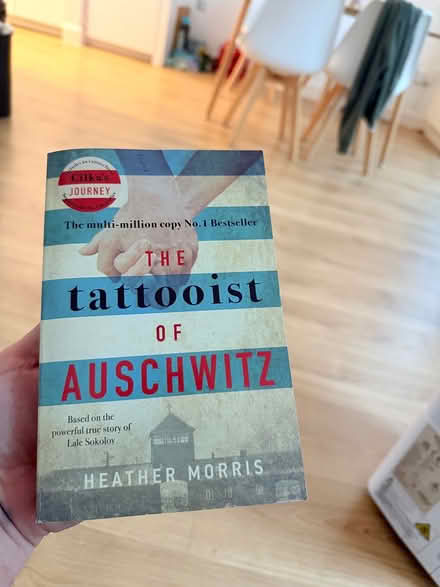 Cilka's
JOURNEY
The multi-million copy No. 1 Bestseller
THE
tattooist
OF
AUSCHWITZ
Based on the
powerful true story of
Lale Sokolov
HEATHER MORRIS